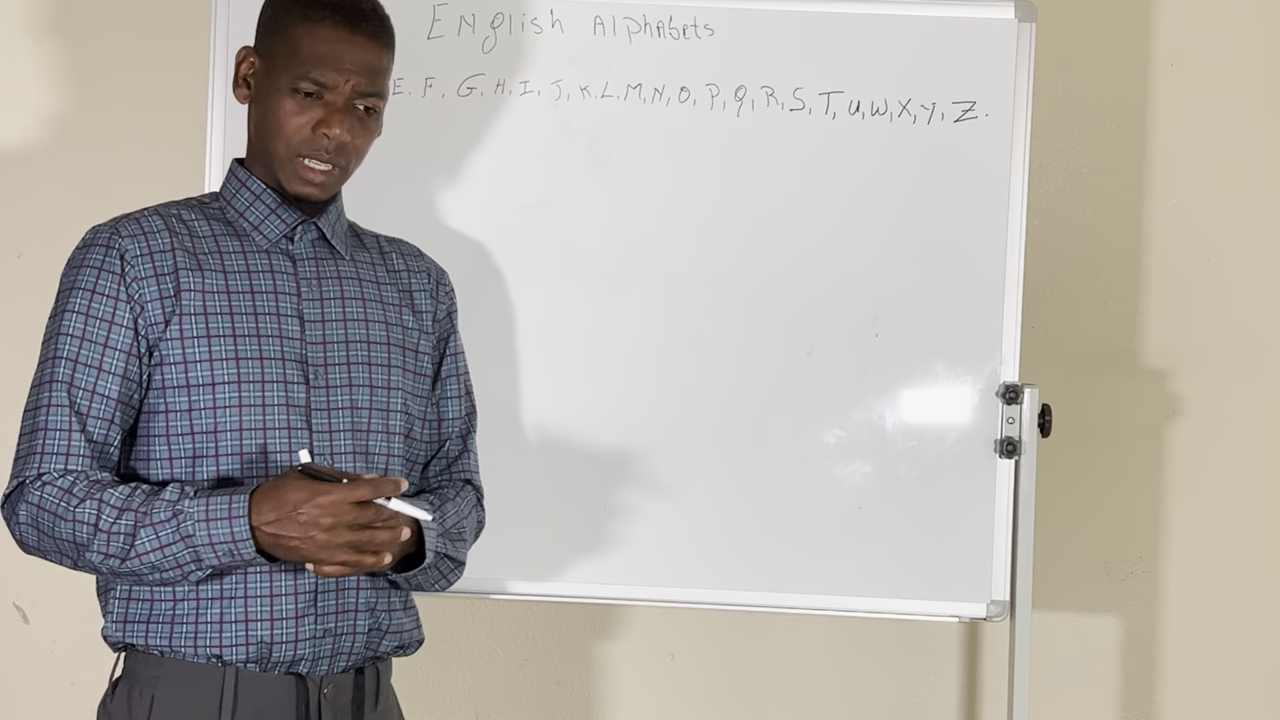 English Alphabets
E. F, G. H, I, J, K. L. M, N, O, P, Q, R, S, T, U, W, X, Y, Z.